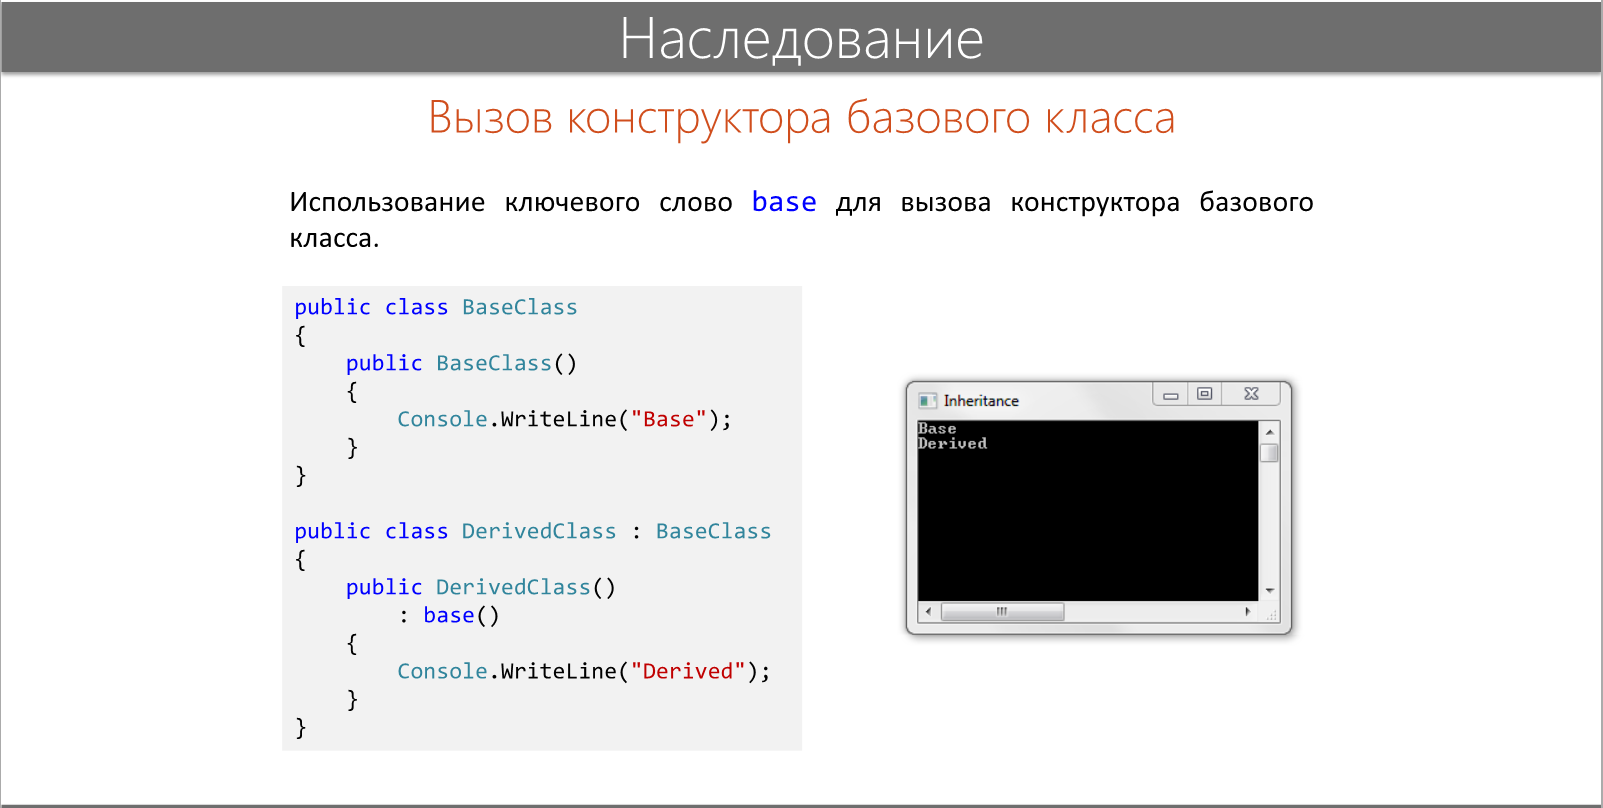 Наследование
Вызов конструктора базового класса
Использование ключевого слово base для вызова конструктора базового
класса.
public class BaseClass
{
    public BaseClass()
    {
        Console.WriteLine("Base");
    }
}

public class DerivedClass : BaseClass
{
    public DerivedClass()
        : base()
    {
        Console.WriteLine("Derived");
    }
}
Inheritance
Base
Derived